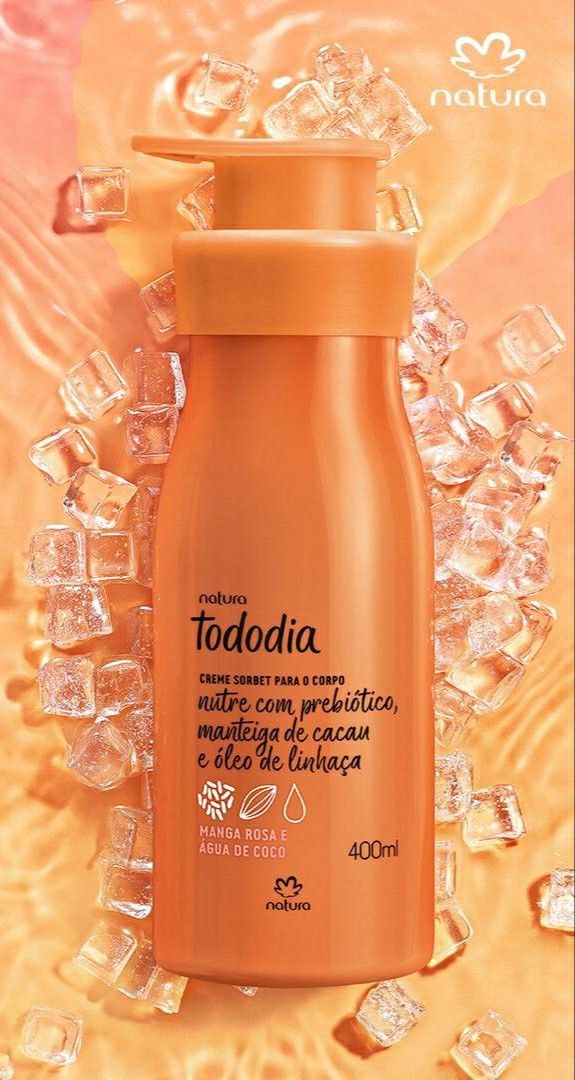 natura
natura
tododia
CREME SORBET PARA O CORPO
nutre com prebiótico,
manteiga de cacau
e óleo de linhaça
MANGA ROSA E
ÁGUA DE COCO
400ml
natura